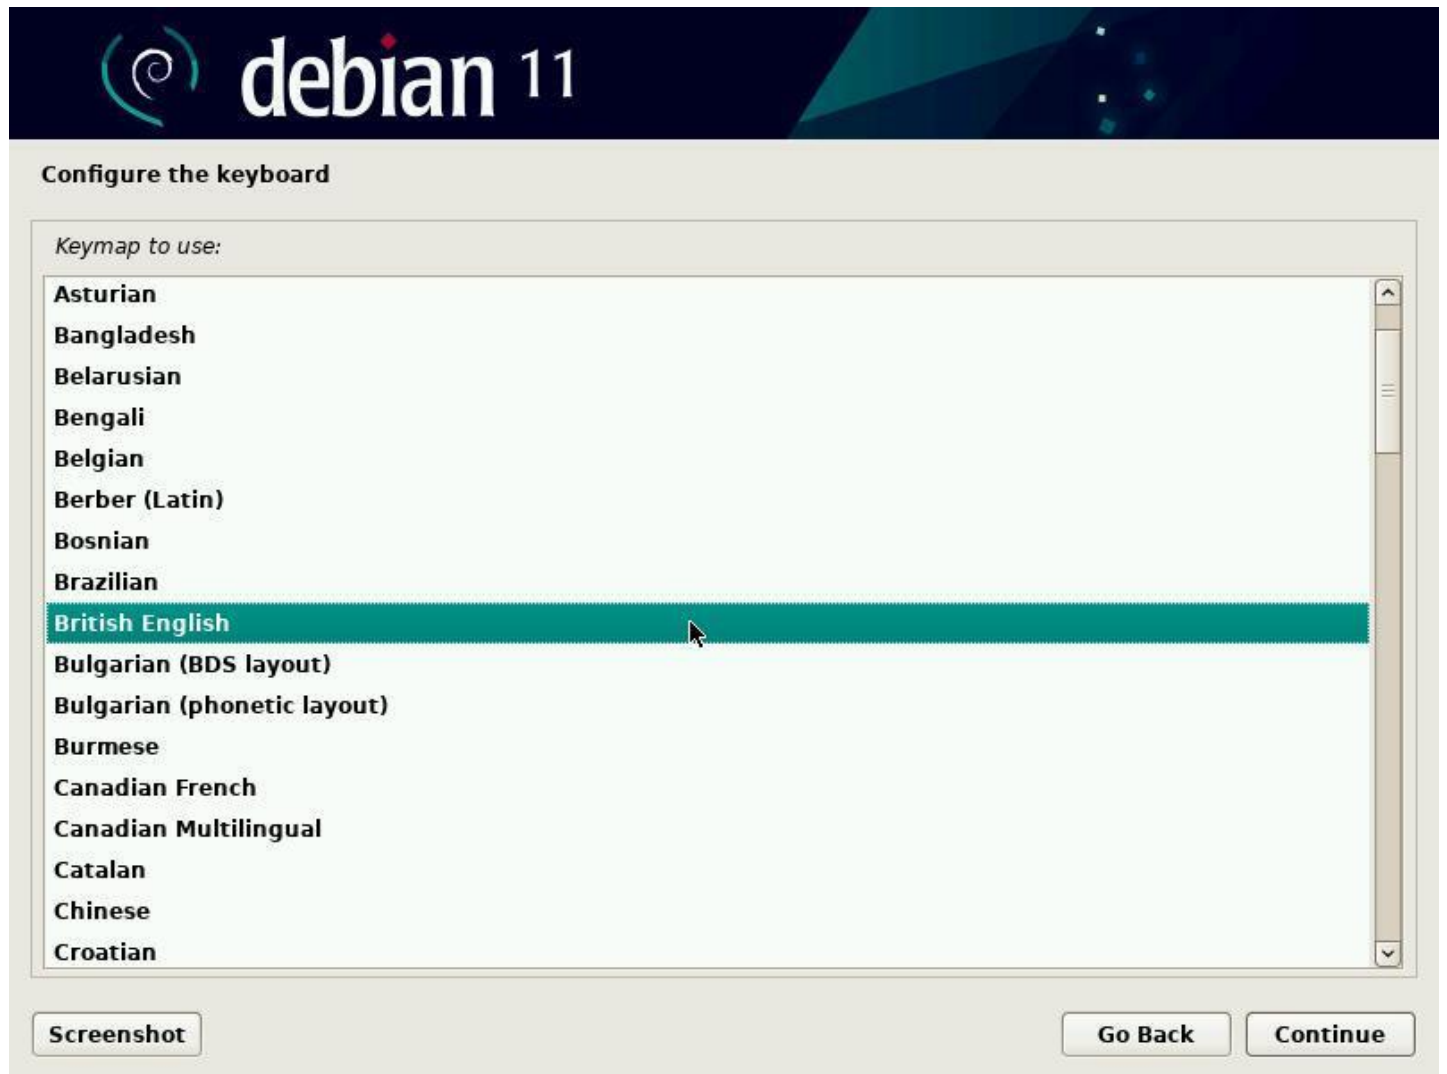 debian 11
Configure the keyboard
Keymap to use:
Asturian
Bangladesh
Belarusian
Bengali
Belgian
Berber (Latin)
Bosnian
Brazilian
British English
Bulgarian (BDS layout)
Bulgarian (phonetic layout)
Burmese
Canadian French
Canadian Multilingual
Catalan
Chinese
Croatian
Screenshot Go Back Continue